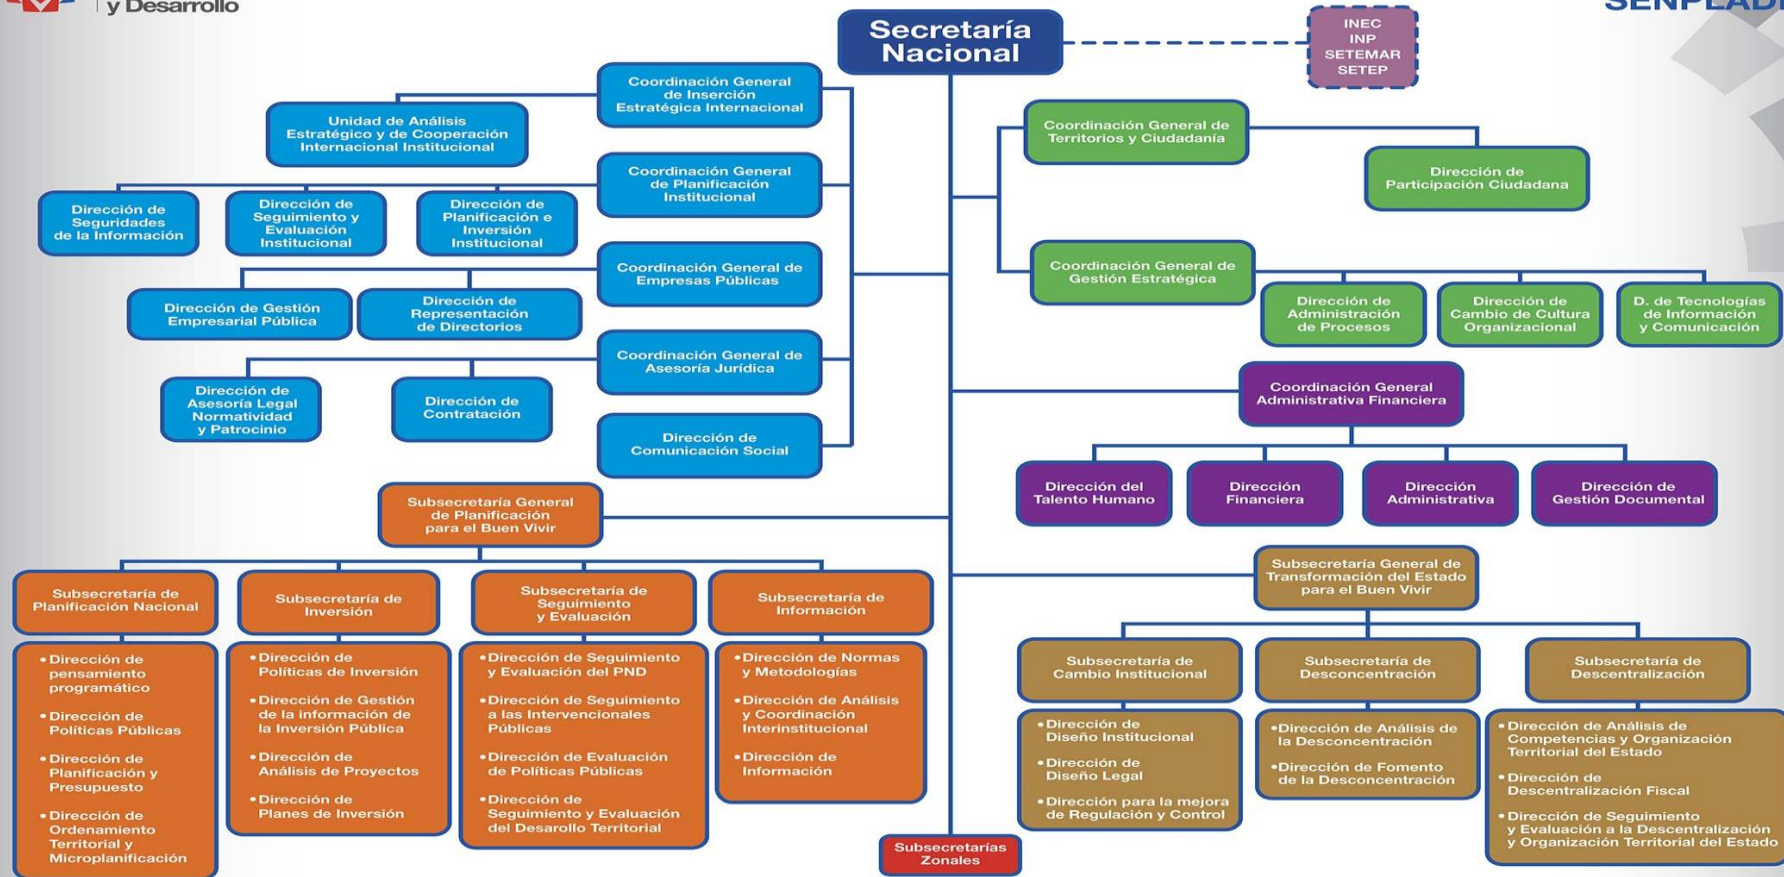 y Desarrollo
SENPLADE
Secretaría
Nacional
INEC
INP
SETEMAR
SETEP
Coordinación General
de Inserción
Estratégica Internacional
Unidad de Análisis
Estratégico y de Cooperación
Internacional Institucional
Coordinación General
de Planificación
Institucional
Dirección de
Seguridades
de la Información
Dirección de
Seguimiento y
Evaluación
Institucional
Dirección de
Planificación e
Inversión
Institucional
Coordinación General de
Empresas Públicas
Dirección de Gestión
Empresarial Pública
Dirección de
Representación
de Directorios
Coordinación General de
Asesoría Jurídica
Dirección de
Asesoría Legal
Normatividad
y Patrocinio
Dirección de
Contratación
Dirección de
Comunicación Social
Coordinación General de
Territorios y Ciudadanía
Dirección de
Participación Ciudadana
Coordinación General de
Gestión Estratégica
Dirección de
Administración
de Procesos
Dirección de
Cambio de Cultura
Organizacional
D. de Tecnologías
de Información
y Comunicación
Coordinación General
Administrativa Financiera
Dirección del
Talento Humano
Dirección
Financiera
Dirección
Administrativa
Dirección de
Gestión Documental
Subsecretaría General
de Planificación
para el Buen Vivir
Subsecretaría de
Planificación Nacional
•Dirección de
pensamiento
programático
•Dirección de
Políticas Públicas
•Dirección de
Planificación y
Presupuesto
•Dirección de
Ordenamiento
Territorial y
Microplanificación
Subsecretaría de
Inversión
•Dirección de
Políticas de Inversión
•Dirección de Gestión
de la información de
la Inversión Pública
•Dirección de
Análisis de Proyectos
•Dirección de
Planes de Inversión
Subsecretaría de
Seguimiento
y Evaluación
•Dirección de Seguimiento
y Evaluación del PND
•Dirección de Seguimiento
a las Intervencionales
Públicas
•Dirección de Evaluación
de Políticas Públicas
•Dirección de
Seguimiento y Evaluación
del Desarollo Territorial
Subsecretaría de
Información
•Dirección de Normas
y Metodologías
•Dirección de Análisis
y Coordinación
Interinstitucional
•Dirección de
Información
Subsecretaría General de
Transformación del Estado
para el Buen Vivir
Subsecretaría de
Cambio Institucional
•Dirección de
Diseño Institucional
•Dirección de
Diseño Legal
•Dirección para la mejora
de Regulación y Control
Subsecretaría de
Desconcentración
•Dirección de Análisis de
la Desconcentración
•Dirección de Fomento
de la Desconcentración
Subsecretaría de
Descentralización
•Dirección de Análisis de
Competencias y Organización
Territorial del Estado
•Dirección de
Descentralización Fiscal
•Dirección de Seguimiento
y Evaluación a la Descentralización
y Organización Territorial del Estado
Subsecretarías
Zonales